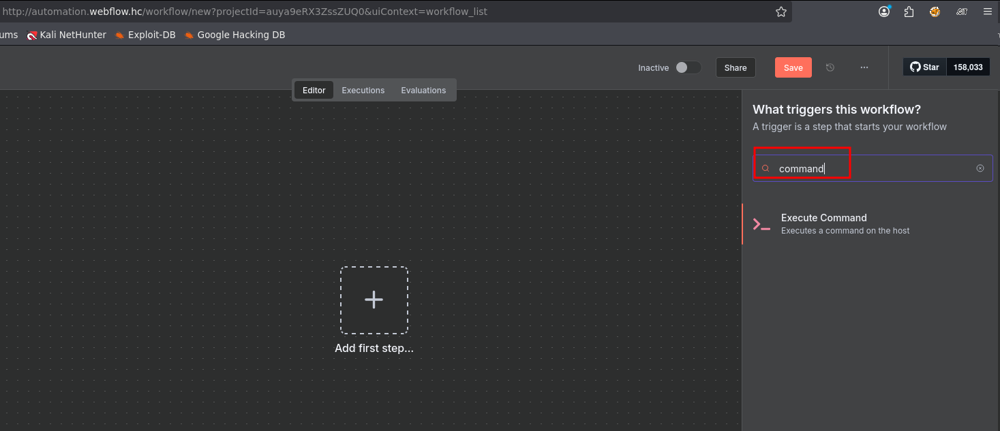 http://automation.webflow.hc/workflow/new?projectId=auya9eRX3ZssZUQ0&uiContext=workflow_list
.GIT
ums Kali NetHunter Exploit-DB Google Hacking DB
Inactive Share Save ... Star 158,033
Editor Executions Evaluations
What triggers this workflow?
A trigger is a step that starts your workflow
command
Execute Command
Executes a command on the host
Add first step...